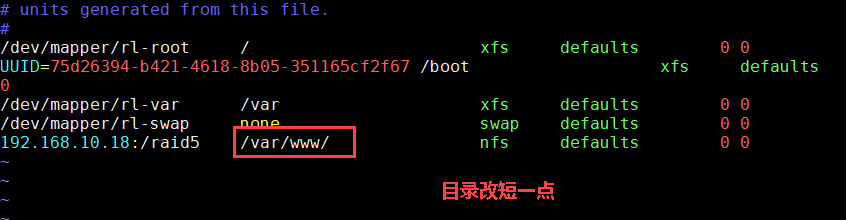 # units generated from this file.
#
/dev/mapper/rl-root / xfs defaults 0 0
UUID=75d26394-b421-4618-8b05-351165cf2f67 /boot xfs defaults
0
/dev/mapper/rl-var /var xfs defaults 0 0
/dev/mapper/rl-swap none swap defaults 0 0
192.168.10.18:/raid5 /var/www/ nfs defaults 0 0
~
~
目录改短一点
~
~